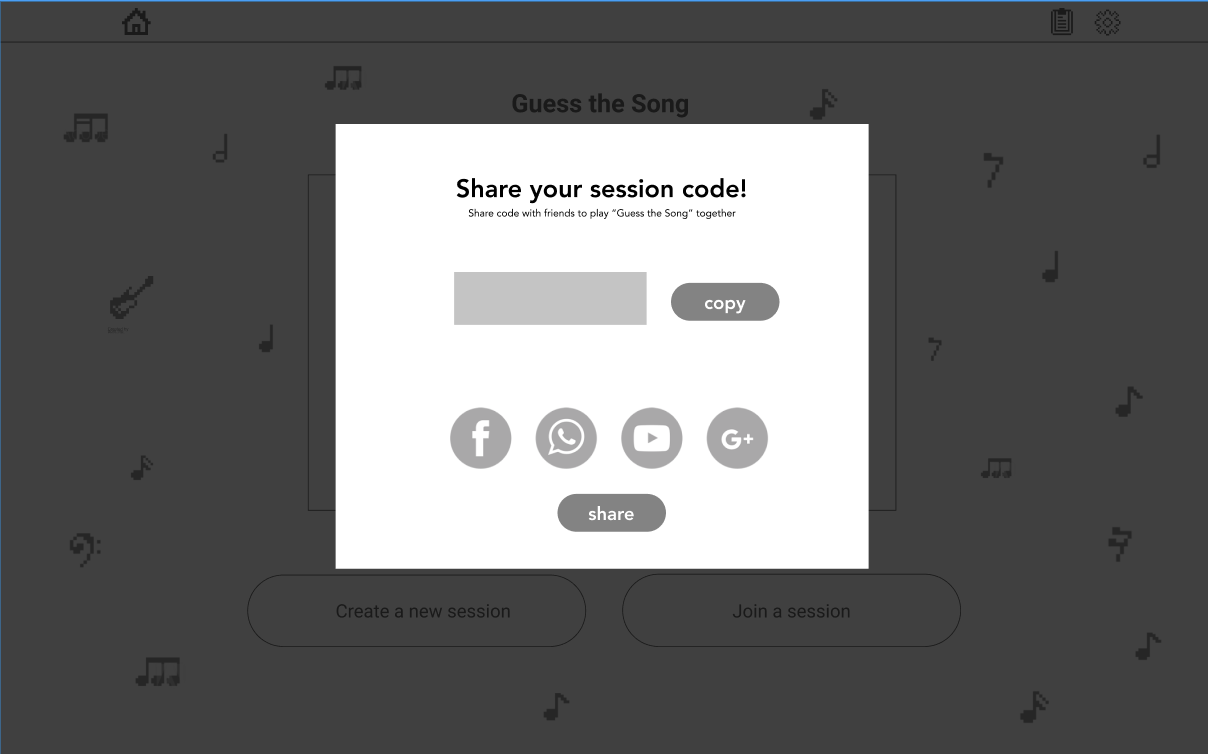 Guess the Song
Share your session code!
Share code with friends to play “Guess the Song” together
copy
f
G+
share
Create a new session
Join a session